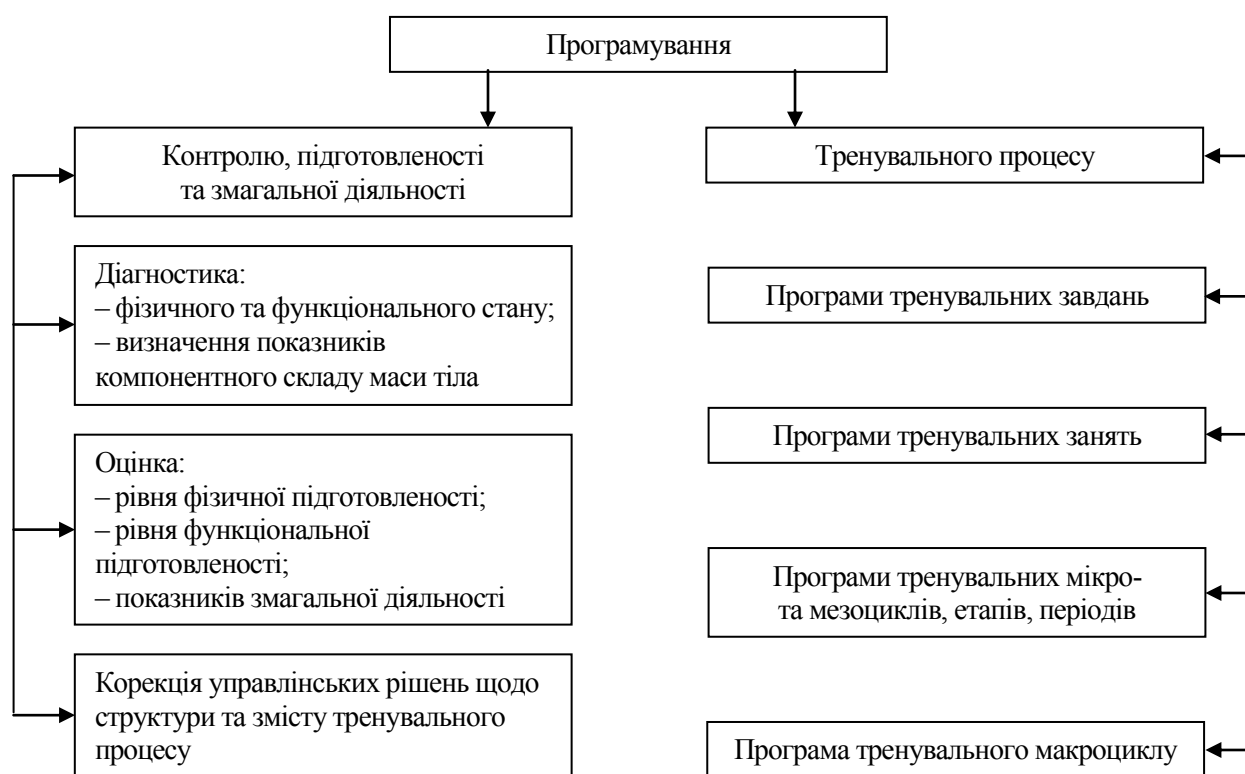 Програмування
Контролю, підготовленості
та змагальної діяльності
Діагностика:
– фізичного та функціонального стану;
– визначення показників
компонентного складу маси тіла
Оцінка:
– рівня фізичної підготовленості;
– рівня функціональної
підготовленості;
– показників змагальної діяльності
Корекція управлінських рішень щодо
структури та змісту тренувального
процесу
Тренувального процесу
Програми тренувальних завдань
Програми тренувальних занять
Програми тренувальних мікро-
та мезоциклів, етапів, періодів
Програма тренувального макроциклу